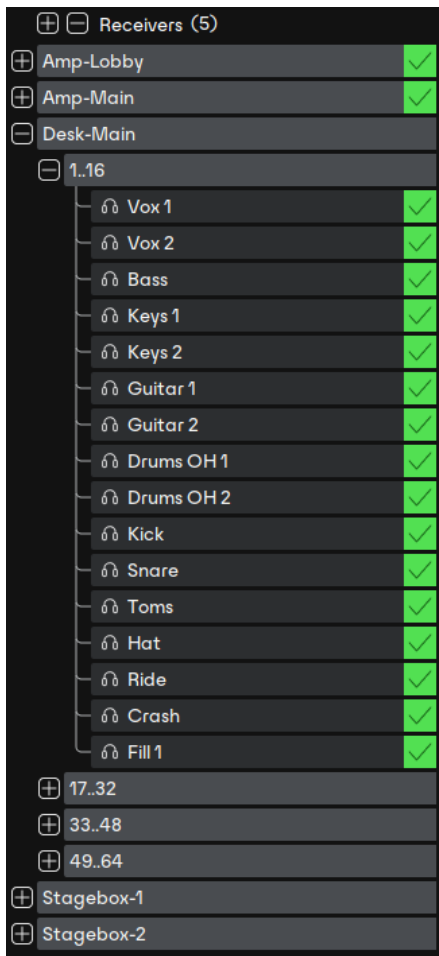 Receivers (5)
Amp-Lobby
Amp-Main
Desk-Main
1..16
Vox 1
Vox 2
Bass
Keys 1
Keys 2
Guitar 1
Guitar 2
Drums OH 1
Drums OH 2
Kick
Snare
Toms
Hat
Ride
Crash
Fill 1
17..32
33..48
49..64
Stagebox-1
Stagebox-2